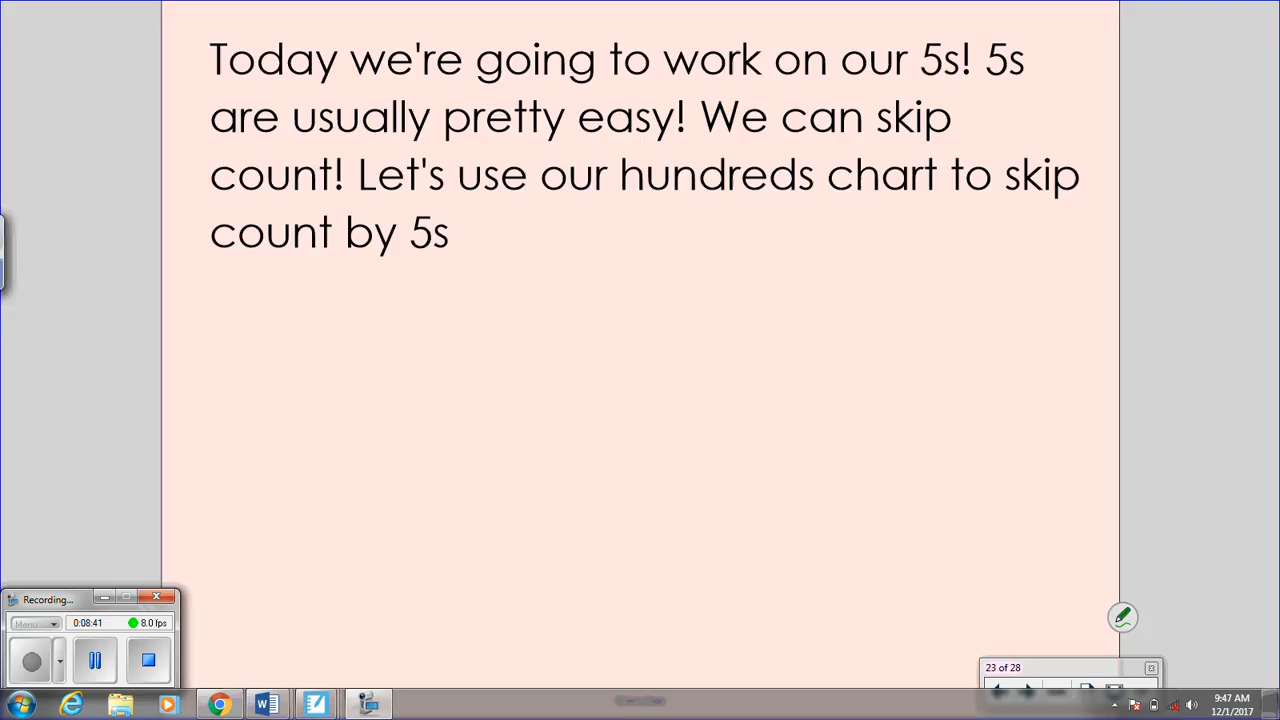 Today we're going to work on our 5s! 5s
are usually pretty easy! We can skip
count! Let's use our hundreds chart to skip
count by 5s
Recording...
Menu
0:08:41
8.0 fps
23 of 28
9:47 AM
12/1/2017